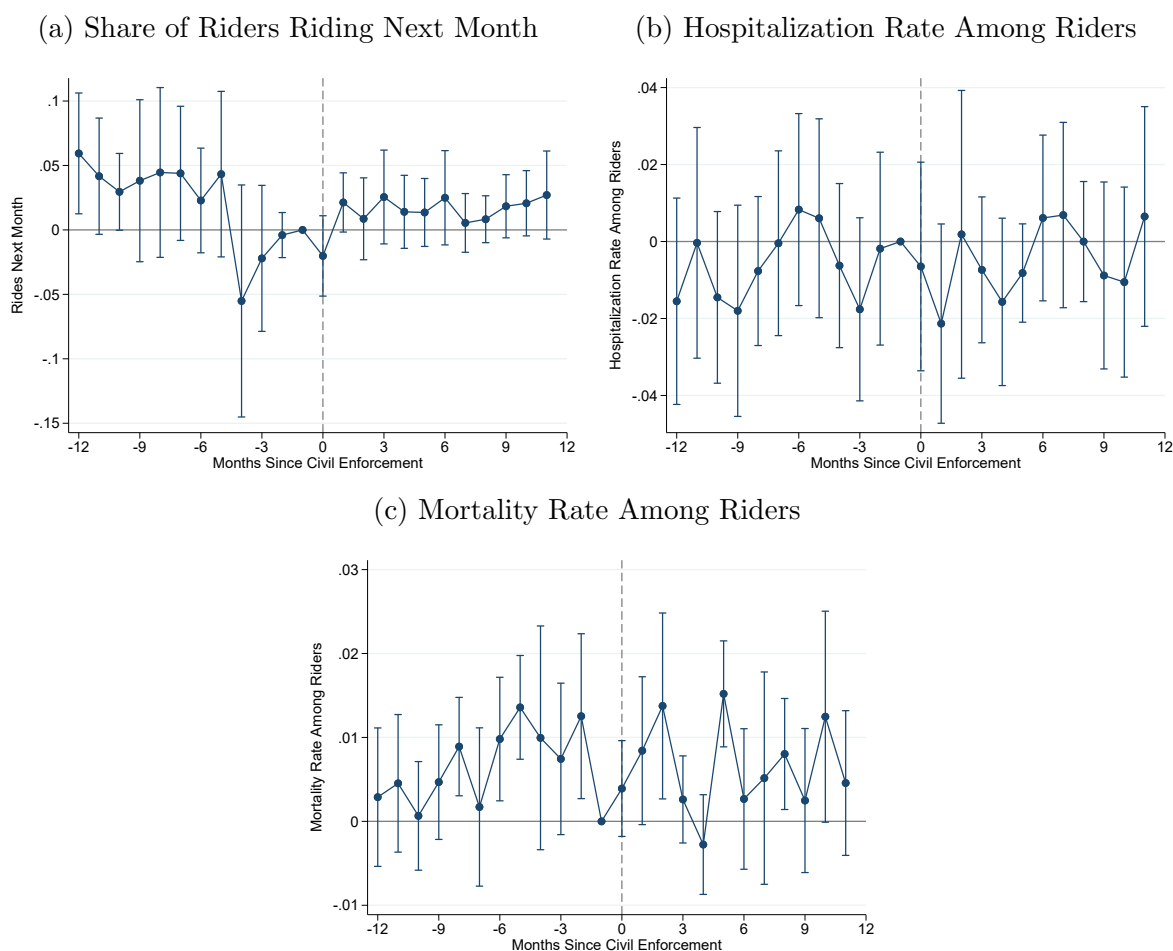 (a) Share of Riders Riding Next Month
.1
.05
0
-.05
-.1
-.15
Rides Next Month
-12 -9 -6 -3 0 3 6 9 12
Months Since Civil Enforcement
(b) Hospitalization Rate Among Riders
.04
.02
0
-.02
-.04
Hospitalization Rate Among Riders
-12 -9 -6 -3 0 3 6 9 12
Months Since Civil Enforcement
(c) Mortality Rate Among Riders
.03
.02
.01
0
-.01
Mortality Rate Among Riders
-12 -9 -6 -3 0 3 6 9 12
Months Since Civil Enforcement